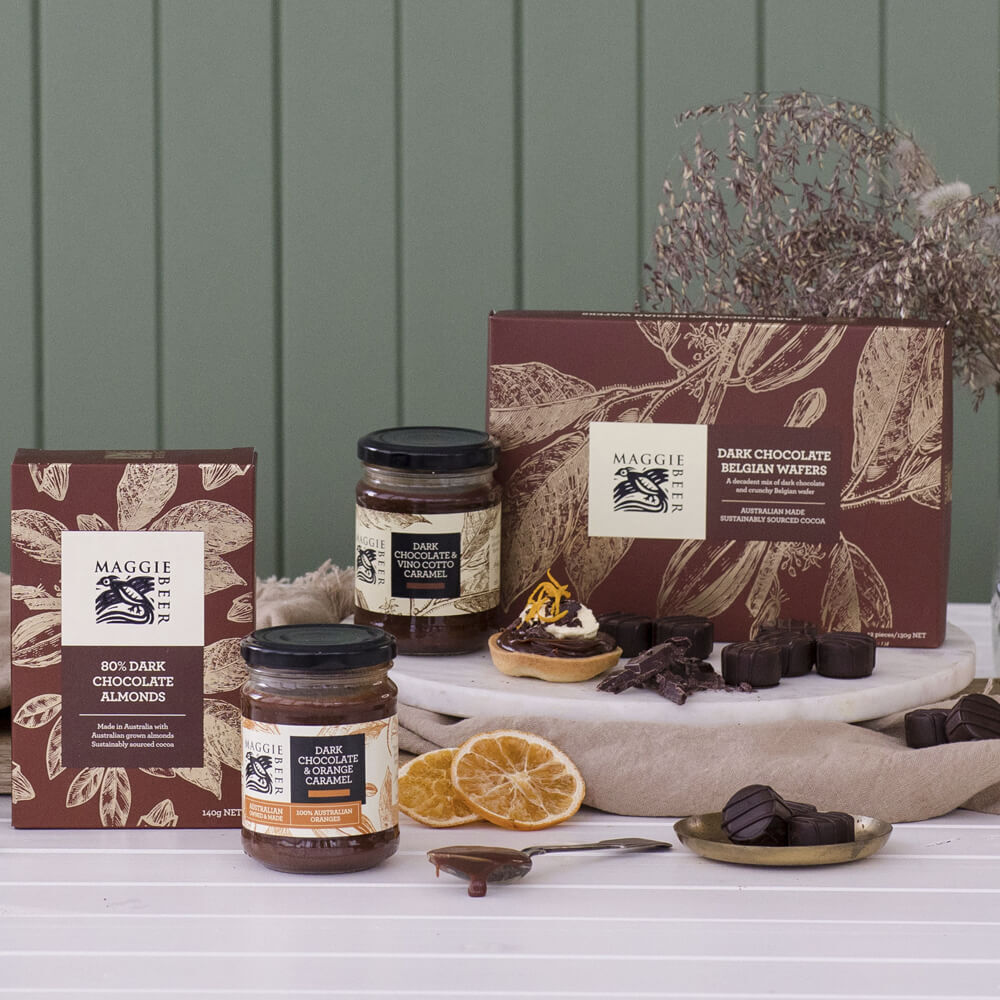 MAGGIE
BEER
80% DARK
CHOCOLATE
ALMONDS
Made in Australia with
Australian grown almonds
Sustainably sourced cocoa
140g NET
MAGGIE
BEER
DARK
CHOCOLATE
& ORANGE
CARAMEL
AUSTRALIAN
OWNED & MADE
100% AUSTRALIAN
ORANGES
MAGGIE
BEER
DARK
CHOCOLATE &
VINO COTTO
CARAMEL
MAGGIE
BEER
DARK CHOCOLATE
BELGIAN WAFERS
A decadent mix of dark chocolate
and crunchy Belgian wafer
AUSTRALIAN MADE
SUSTAINABLY SOURCED COCOA
pieces/130g NET